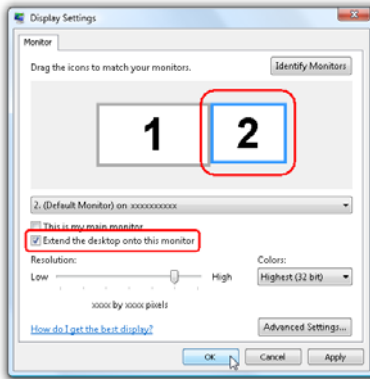 Display Settings
Monitor
Drag the icons to match your monitors.
Identify Monitors
1
2
2. (Default Monitor) on xxxxxxxxxx
This is my main monitor
Extend the desktop onto this monitor
Resolution:
Colors:
Low
High
Highest (32 bit)
xxxx by xxxx pixels
How do I get the best display?
Advanced Settings...
OK
Cancel
Apply